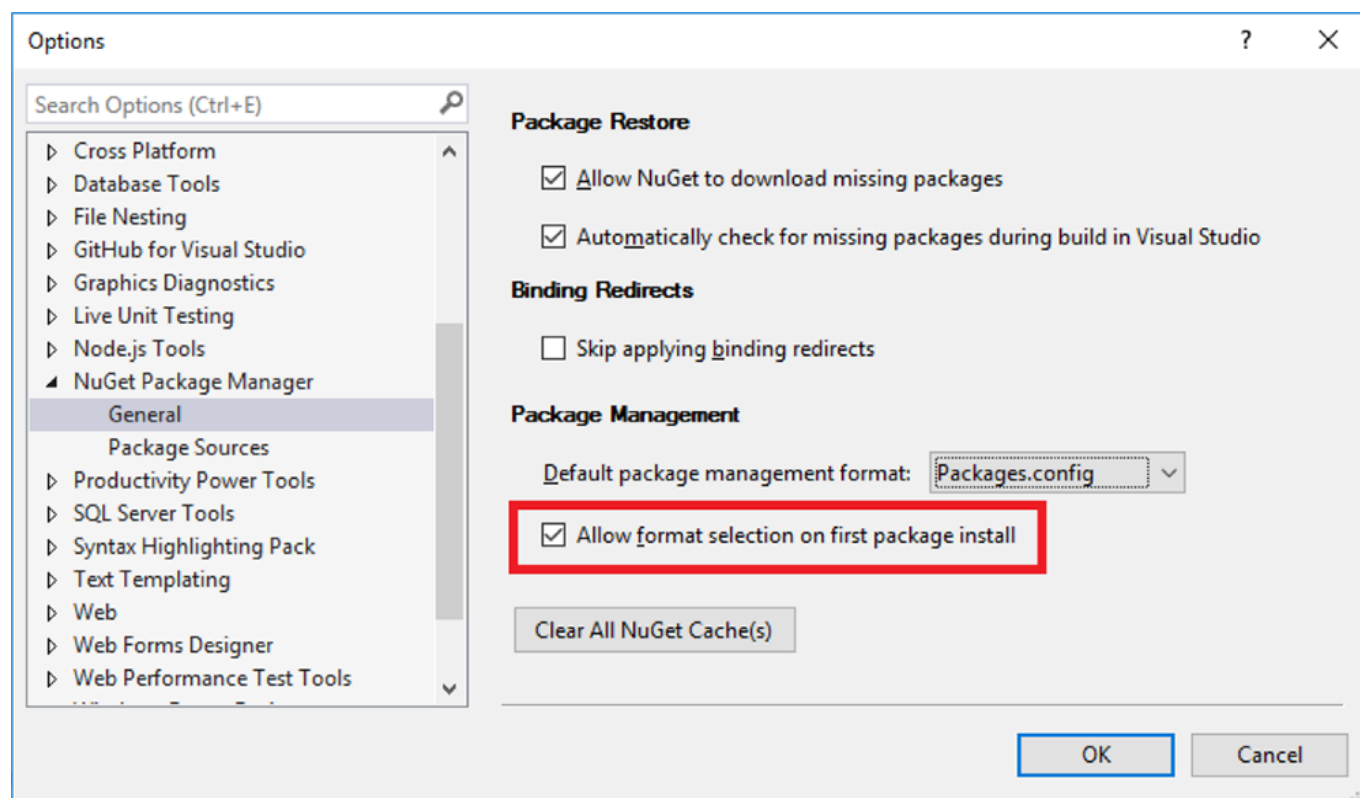 Options
?
Search Options (Ctrl+E)
Cross Platform
Database Tools
File Nesting
GitHub for Visual Studio
Graphics Diagnostics
Live Unit Testing
Node.js Tools
NuGet Package Manager
General
Package Sources
Productivity Power Tools
SQL Server Tools
Syntax Highlighting Pack
Text Templating
Web
Web Forms Designer
Web Performance Test Tools
Package Restore
Allow NuGet to download missing packages
Automatically check for missing packages during build in Visual Studio
Binding Redirects
Skip applying binding redirects
Package Management
Default package management format: Packages.config
Allow format selection on first package install
Clear All NuGet Cache(s)
OK Cancel